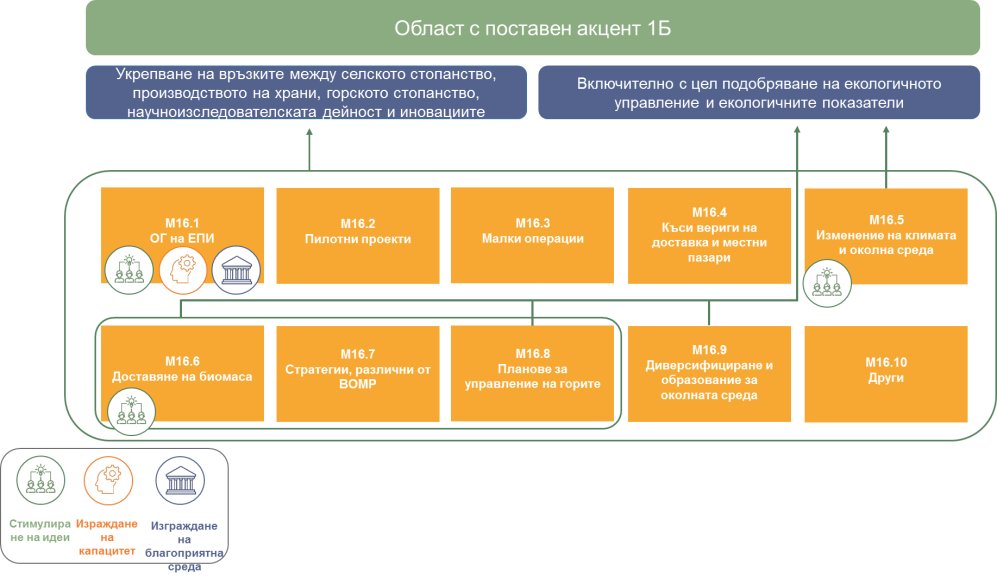 Област с поставен акцент 1Б
Укрепване на връзките между селското стопанство,
производството на храни, горското стопанство,
научноизследователската дейност и иновациите
Включително с цел подобряване на екологичното
управление и екологичните показатели
М16.1
ОГ на ЕПИ
М16.2
Пилотни проекти
М16.3
Малки операции
М16.4
Къси вериги на
доставка и местни
пазари
М16.5
Изменение на климата
и околна среда
М16.6
Доставяне на биомаса
М16.7
Стратегии, различни от
ВОМР
М16.8
Планове за
управление на горите
М16.9
Диверсифициране и
образование за
околната среда
М16.10
Други
Стимулира
не на идеи
Израждане
на
капацитет
Изграждане
на
благоприятна
среда